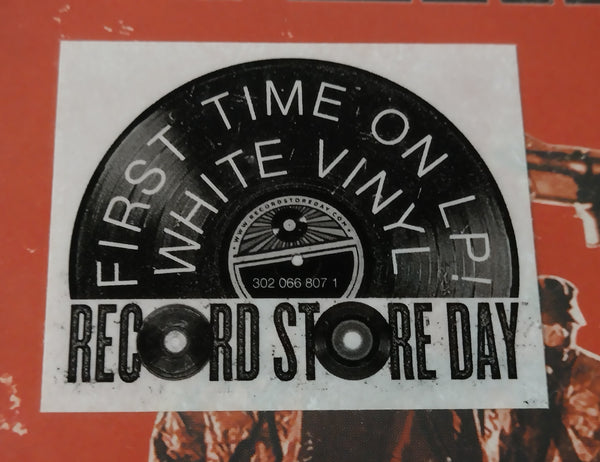 FIRST TIME ON LP!
WHITE VINYL
WWW.RECORDSTOREDAY.COM
302 066 807 1
RECORD STORE DAY